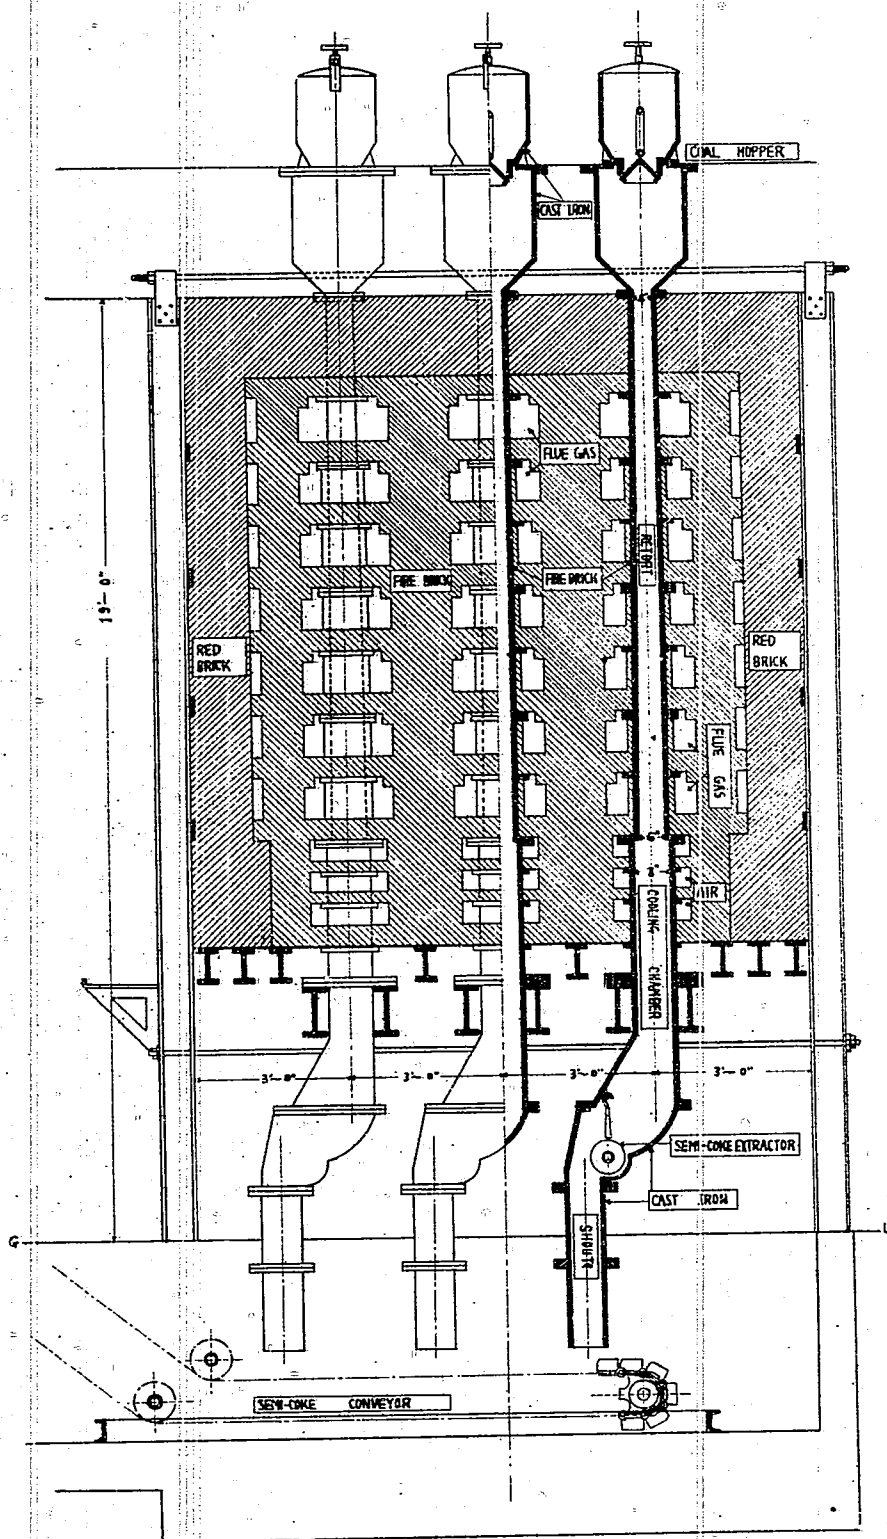 COAL HOPPER
CAST IRON
FLUE GAS
RETORT
FIRE BRICK
FIRE BRICK
19'-0"
RED
BRICK
RED
BRICK
FLUE GAS
6"
8"
AIR
COOLING CHAMBER
3'-0"
3'-0"
3'-0"
3'-0"
SEMI-COKE EXTRACTOR
CAST IRON
G
L
SHOUTE
SEMI-COKE CONVEYOR